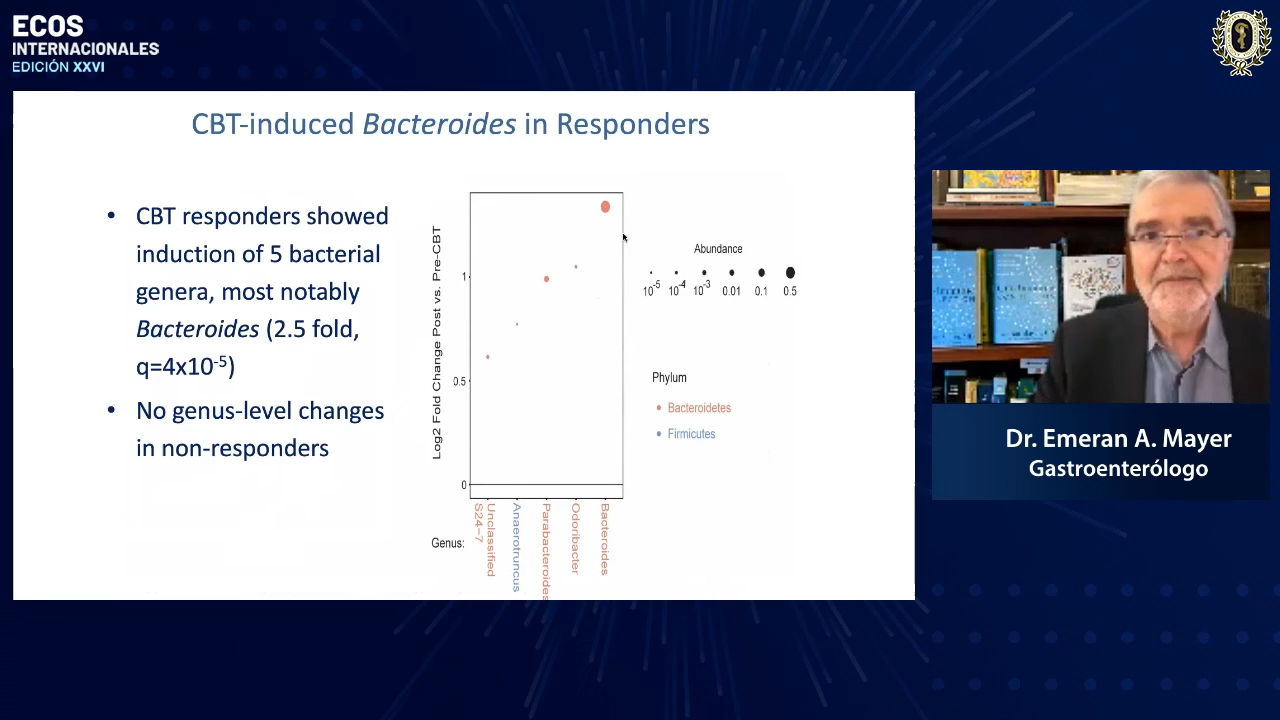 ECOS
INTERNACIONALES
EDICIÓN XXVI
CBT-induced Bacteroides in Responders
• CBT responders showed
induction of 5 bacterial
genera, most notably
Bacteroides (2.5 fold,
q=4x10⁻⁵)
• No genus-level changes
in non-responders
Log2 Fold Change Post vs. Pre-CBT
1
0.5
0
Genus:
Unclassified
S24-7
Anaerotruncus
Parabacteroides
Odoribacter
Bacteroides
Abundance
10⁻⁵ 10⁻⁴ 10⁻³ 0.01 0.1 0.5
Phylum
Bacteroidetes
Firmicutes
Dr. Emeran A. Mayer
Gastroenterólogo